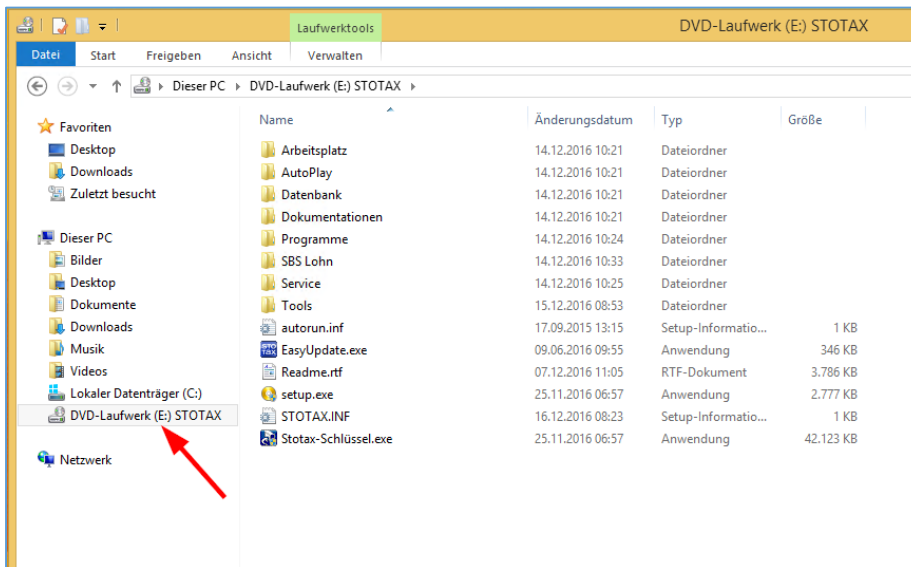 Laufwerktools DVD-Laufwerk (E:) STOTAX
Datei Start Freigeben Ansicht Verwalten
Dieser PC DVD-Laufwerk (E:) STOTAX
Name Änderungsdatum Typ Größe
Favoriten
Desktop
Downloads
Zuletzt besucht
Dieser PC
Bilder
Desktop
Dokumente
Downloads
Musik
Videos
Lokaler Datenträger (C:)
DVD-Laufwerk (E:) STOTAX
Netzwerk
Arbeitsplatz 14.12.2016 10:21 Dateiordner
AutoPlay 14.12.2016 10:21 Dateiordner
Datenbank 14.12.2016 10:21 Dateiordner
Dokumentationen 14.12.2016 10:21 Dateiordner
Programme 14.12.2016 10:24 Dateiordner
SBS Lohn 14.12.2016 10:33 Dateiordner
Service 14.12.2016 10:25 Dateiordner
Tools 15.12.2016 08:53 Dateiordner
autorun.inf 17.09.2015 13:15 Setup-Informatio... 1 KB
STO TAX EasyUpdate.exe 09.06.2016 09:55 Anwendung 346 KB
Readme.rtf 07.12.2016 11:05 RTF-Dokument 3.786 KB
setup.exe 25.11.2016 06:57 Anwendung 2.777 KB
STOTAX.INF 16.12.2016 08:23 Setup-Informatio... 1 KB
Stotax-Schlüssel.exe 25.11.2016 06:57 Anwendung 42.123 KB